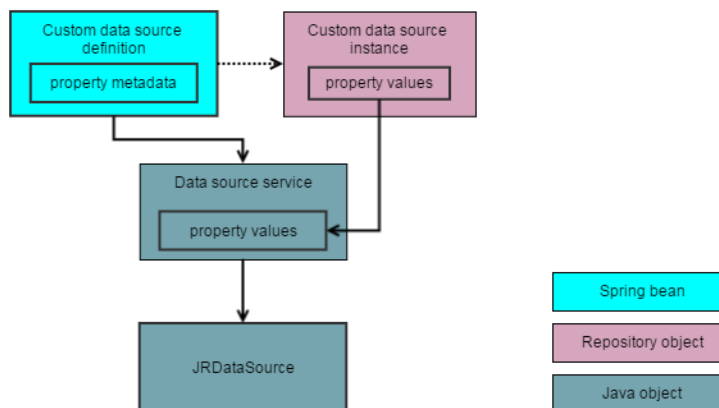 Custom data source
definition
property metadata
Custom data source
instance
property values
Data source service
property values
JRDataSource
Spring bean
Repository object
Java object